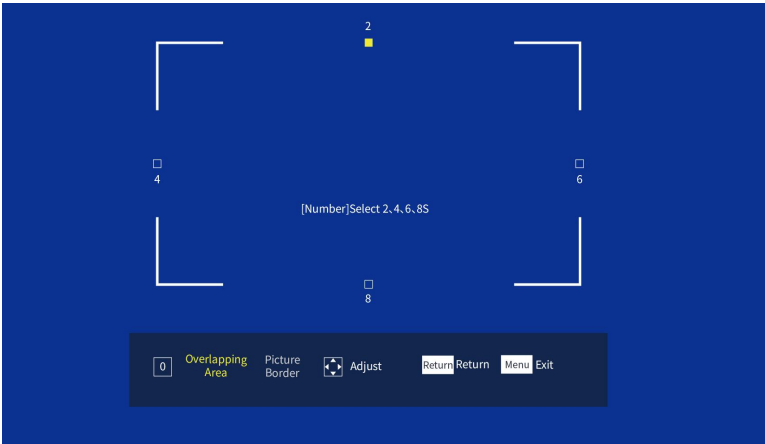 2
4
6
[Number]Select 2、4、6、8S
8
0 Overlapping Area Picture Border Adjust Return Return Menu Exit